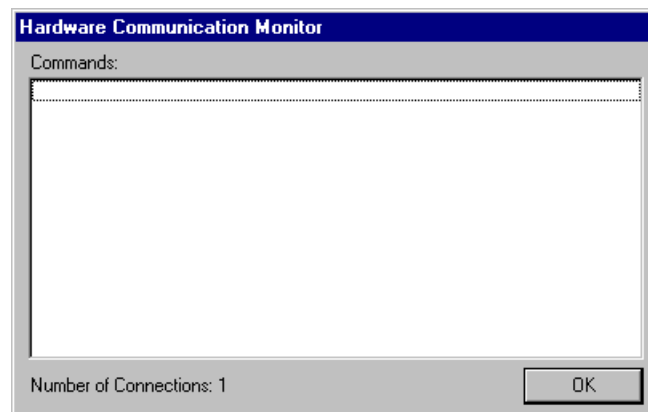 Hardware Communication Monitor
Commands:
Number of Connections: 1
OK